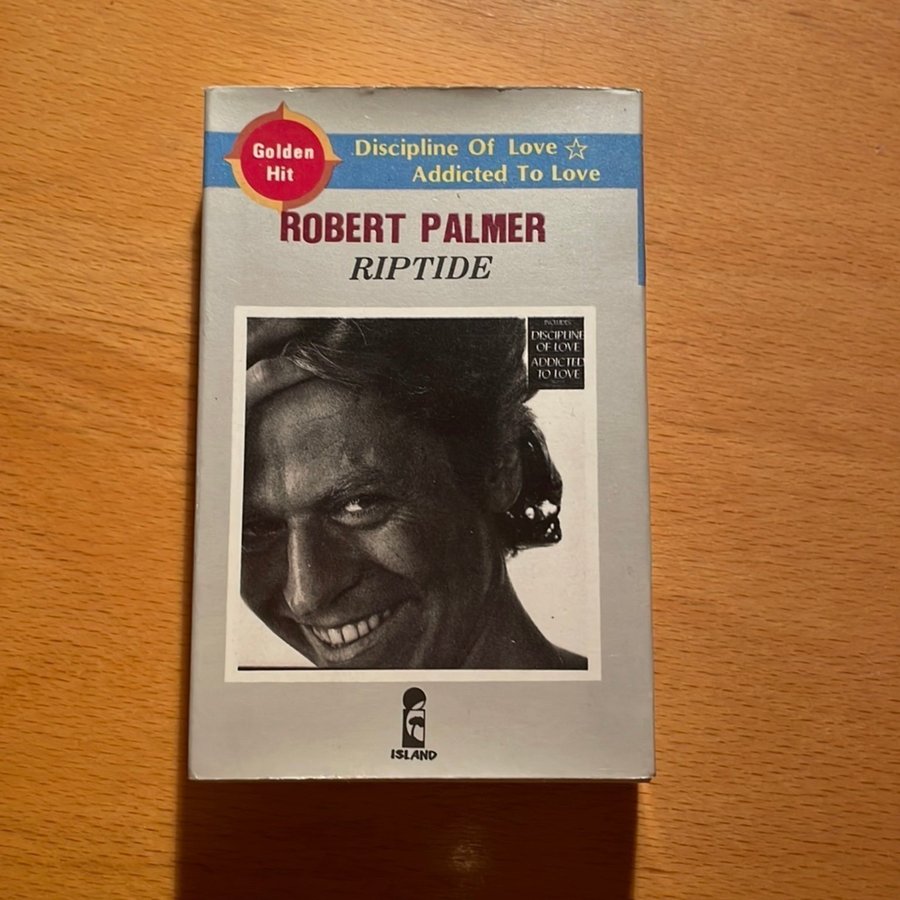 Golden
Hit
Discipline Of Love ☆
Addicted To Love
ROBERT PALMER
RIPTIDE
INCLUDES
DISCIPLINE
OF LOVE
ADDICTED
TO LOVE
ISLAND